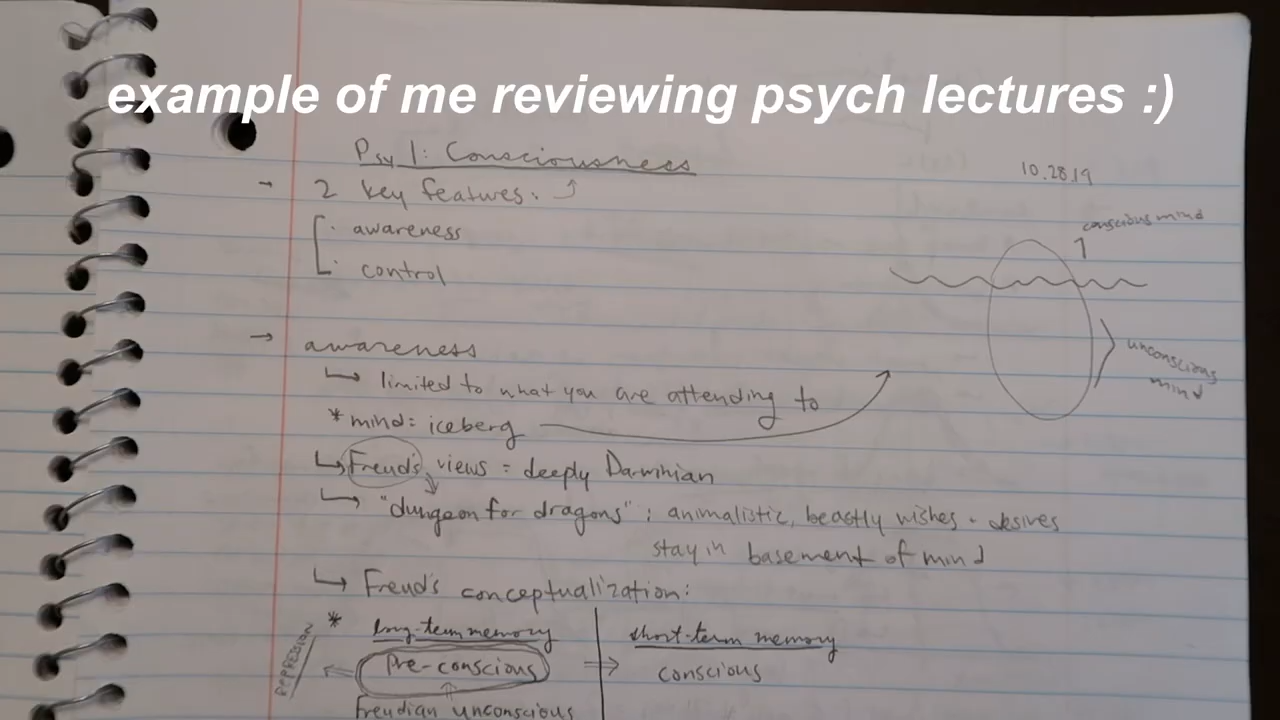 example of me reviewing psych lectures :)
Psy 1: Consciousness
10.28.19
→ 2 key features:
· awareness
· control
conscious mind
unconscious
mind
→ awareness
↳ limited to what you are attending to
* mind = iceberg
↳ Freud's views = deeply Darwinian
↳ "dungeon for dragons" : animalistic, beastly wishes + desires
stay in basement of mind
↳ Freud's conceptualization:
* long-term memory
short-term memory
REPRESSION
Pre-conscious
⇒ conscious
Freudian unconscious